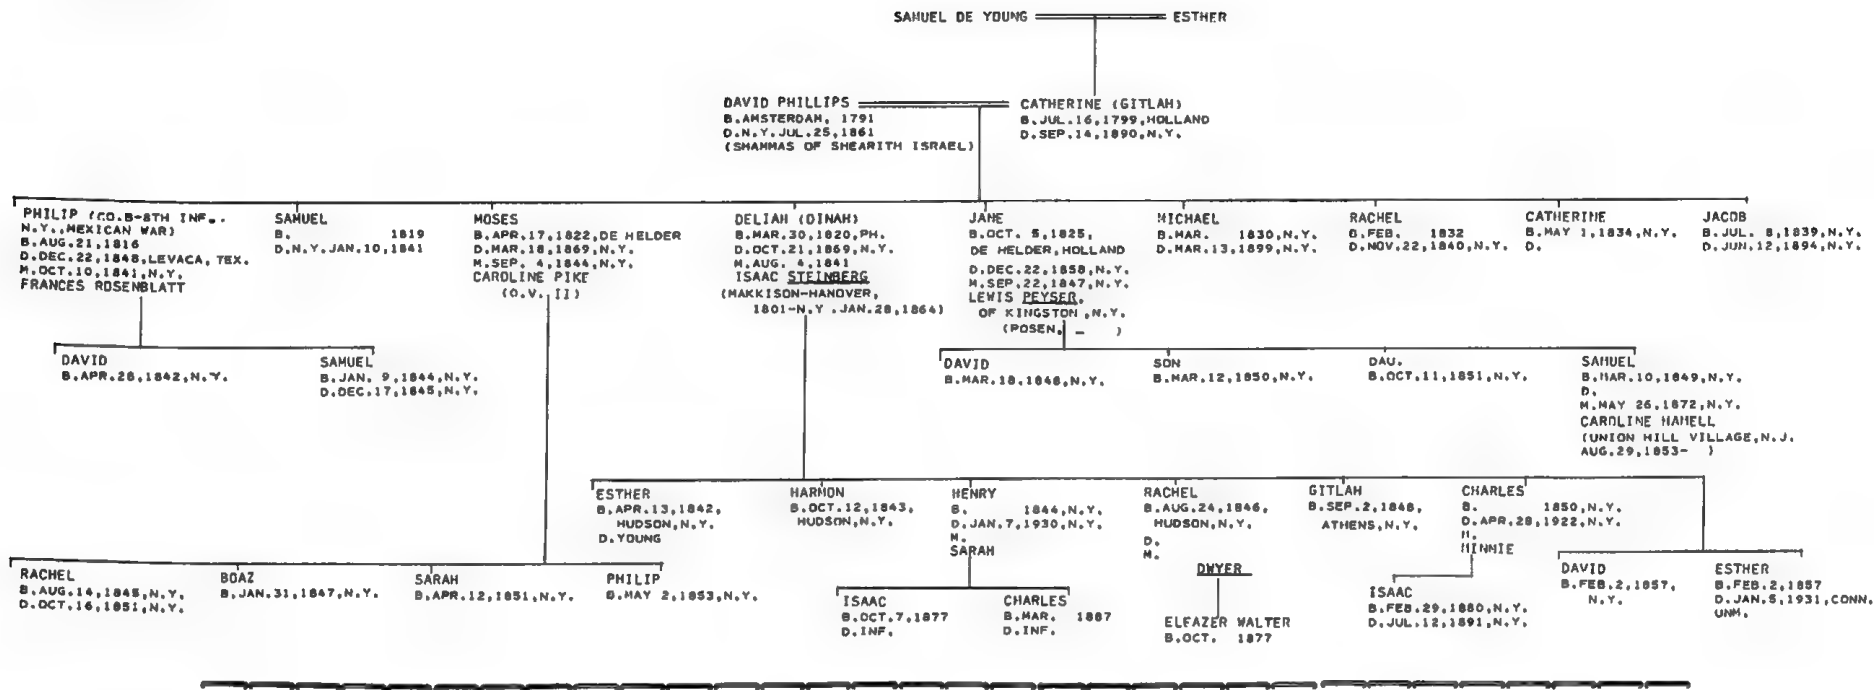 SAMUEL DE YOUNG
ESTHER
DAVID PHILLIPS
B.AMSTERDAM, 1791
D.N.Y.JUL.25,1861
(SHAMMAS OF SHEARITH ISRAEL)
CATHERINE (GITLAH)
B.JUL.16,1799,HOLLAND
D.SEP.14,1890,N.Y.
PHILIP (CO.B-8TH INF.,
N.Y.,MEXICAN WAR)
B.AUG.21,1816
D.DEC.22,1848,LEVACA, TEX.
M.OCT.10,1841,N.Y.
FRANCES ROSENBLATT
SAMUEL
B. 1819
D.N.Y.JAN.10,1841
MOSES
B.APR.17,1822,DE HELDER
D.MAR.18,1869,N.Y.
M.SEP. 4,1844,N.Y.
CAROLINE PIKE
(O.V. II)
DELIAH (DINAH)
B.MAR.30,1820,PH.
D.OCT.21,1869,N.Y.
M.AUG. 4,1841
ISAAC STEINBERG
(MAKKISON-HANOVER,
1801-N.Y.JAN.28,1864)
JANE
B.OCT. 5,1825,
DE HELDER,HOLLAND
D.DEC.22,1858,N.Y.
M.SEP.22,1847,N.Y.
LEWIS PEYSER,
OF KINGSTON,N.Y.
(POSEN, - )
MICHAEL
B.MAR. 1830,N.Y.
D.MAR.13,1899,N.Y.
RACHEL
B.FEB. 1832
D.NOV.22,1840,N.Y.
CATHERINE
B.MAY 1,1834,N.Y.
D.
JACOB
B.JUL. 8,1839,N.Y.
D.JUN.12,1894,N.Y.
DAVID
B.APR.28,1842,N.Y.
SAMUEL
B.JAN. 9,1844,N.Y.
D.DEC.17,1845,N.Y.
DAVID
B.MAR.18,1848,N.Y.
SON
B.MAR.12,1850,N.Y.
DAU.
B.OCT.11,1851,N.Y.
SAMUEL
B.MAR.10,1849,N.Y.
D.
M.MAY 26,1872,N.Y.
CAROLINE HAMELL
(UNION HILL VILLAGE,N.J.
AUG.29,1853- )
ESTHER
B.APR.13,1842,
HUDSON,N.Y.
D.YOUNG
HARMON
B.OCT.12,1843,
HUDSON,N.Y.
HENRY
B. 1844,N.Y.
D.JAN.7,1930,N.Y.
M.
SARAH
RACHEL
B.AUG.24,1846,
HUDSON,N.Y.
D.
M.
DWYER
GITLAH
B.SEP.2,1848,
ATHENS,N.Y.
CHARLES
B. 1850,N.Y.
D.APR.28,1922,N.Y.
M.
MINNIE
DAVID
B.FEB.2,1857,
N.Y.
ESTHER
B.FEB.2,1857
D.JAN.5,1931,CONN.
UNM.
RACHEL
B.AUG.14,1845,N.Y.
D.OCT.16,1851,N.Y.
BOAZ
B.JAN.31,1847,N.Y.
SARAH
B.APR.12,1851,N.Y.
PHILIP
B.MAY 2,1853,N.Y.
ISAAC
B.OCT.7,1877
D.INF.
CHARLES
B.MAR. 1887
D.INF.
ELEAZER WALTER
B.OCT. 1877
ISAAC
B.FEB.29,1880,N.Y.
D.JUL.12,1891,N.Y.